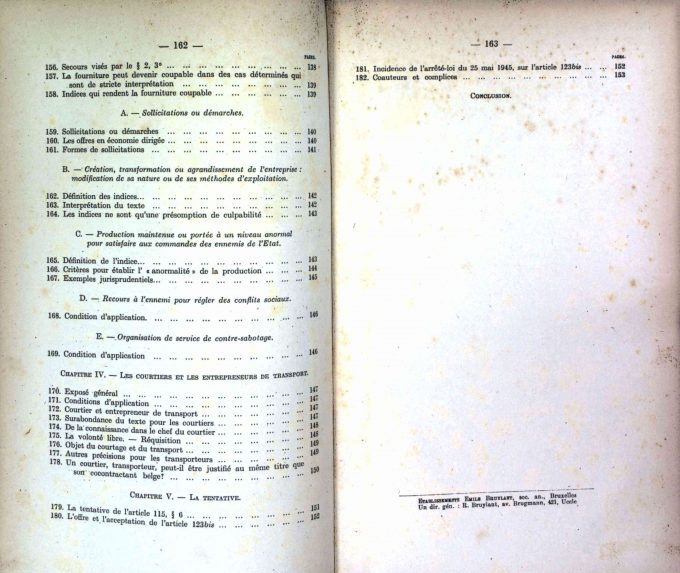 — 162 —
PAGES.
156. Secours visés par le § 2, 3° ... ... ... ... ... ... ... ... ... ... 138
157. La fourniture peut devenir coupable dans des cas déterminés qui
sont de stricte interprétation ... ... ... ... ... ... ... ... ... 139
158. Indices qui rendent la fourniture coupable ... ... ... ... ... ... 139
A. — Sollicitations ou démarches.
159. Sollicitations ou démarches ... ... ... ... ... ... ... ... ... 140
160. Les offres en économie dirigée ... ... ... ... ... ... ... ... ... 140
161. Formes de sollicitations ... ... ... ... ... ... ... ... ... ... 141
B. — Création, transformation ou agrandissement de l'entreprise :
modification de sa nature ou de ses méthodes d'exploitation.
162. Définition des indices... ... ... ... ... ... ... ... ... ... ... 142
163. Interprétation du texte ... ... ... ... ... ... ... ... ... ... 142
164. Les indices ne sont qu'une présomption de culpabilité ... ... ... 143
C. — Production maintenue ou portée à un niveau anormal
pour satisfaire aux commandes des ennemis de l'Etat.
165. Définition de l'indice... ... ... ... ... ... ... ... ... ... ... 143
166. Critères pour établir l' « anormalité » de la production ... ... ... 144
167. Exemples jurisprudentiels... ... ... ... ... ... ... ... ... ... 145
D. — Recours à l'ennemi pour régler des conflits sociaux.
168. Condition d'application. ... ... ... ... ... ... ... ... ... ... 146
E. — Organisation de service de contre-sabotage.
169. Condition d'application ... ... ... ... ... ... ... ... ... ... 146
CHAPITRE IV. — LES COURTIERS ET LES ENTREPRENEURS DE TRANSPORT.
170. Exposé général ... ... ... ... ... ... ... ... ... ... ... ... 147
171. Conditions d'application ... ... ... ... ... ... ... ... ... ... 147
172. Courtier et entrepreneur de transport ... ... ... ... ... ... ... 147
173. Surabondance du texte pour les courtiers ... ... ... ... ... ... 147
174. De la connaissance dans le chef du courtier ... ... ... ... ... ... 148
175. La volonté libre. — Réquisition ... ... ... ... ... ... ... ... 148
176. Objet du courtage et du transport ... ... ... ... ... ... ... ... 149
177. Autres précisions pour les transporteurs ... ... ... ... ... ... 149
178. Un courtier, transporteur, peut-il être justifié au même titre que
son cocontractant belge? ... ... ... ... ... ... ... ... ... ... 150
CHAPITRE V. — LA TENTATIVE.
179. La tentative de l'article 115, § 6 ... ... ... ... ... ... ... ... 151
180. L'offre et l'acceptation de l'article 123bis ... ... ... ... ... ... 152
— 163 —
PAGES.
181. Incidence de l'arrêté-loi du 25 mai 1945, sur l'article 123bis ... ... 152
182. Coauteurs et complices ... ... ... ... ... ... ... ... ... ... 153
CONCLUSION.
ETABLISSEMENTS EMILE BRUYLANT, soc. an., Bruxelles
Un dir. gén. : R. Bruylant, av. Brugmann, 421, Uccle